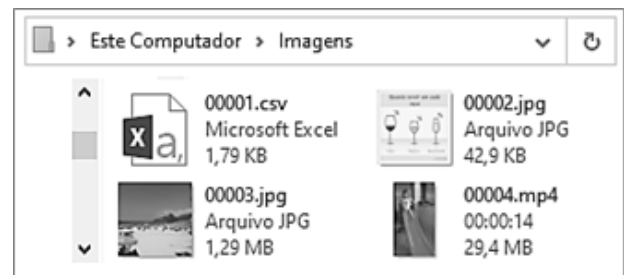 Este Computador > Imagens
00001.csv
Microsoft Excel
1,79 KB
00002.jpg
Arquivo JPG
42,9 KB
00003.jpg
Arquivo JPG
1,29 MB
00004.mp4
00:00:14
29,4 MB